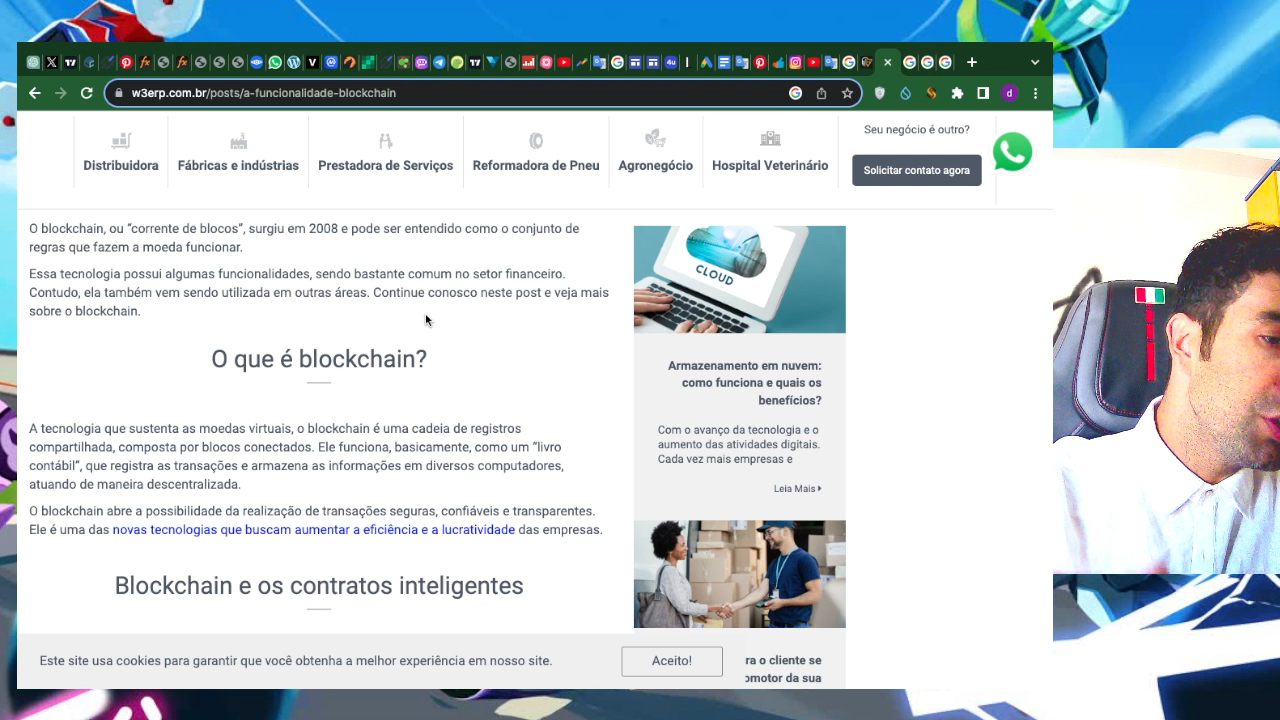 w3erp.com.br/posts/a-funcionalidade-blockchain
d
Distribuidora
Fábricas e indústrias
Prestadora de Serviços
Reformadora de Pneu
Agronegócio
Hospital Veterinário
Seu negócio é outro?
Solicitar contato agora
O blockchain, ou “corrente de blocos”, surgiu em 2008 e pode ser entendido como o conjunto de
regras que fazem a moeda funcionar.
Essa tecnologia possui algumas funcionalidades, sendo bastante comum no setor financeiro.
Contudo, ela também vem sendo utilizada em outras áreas. Continue conosco neste post e veja mais
sobre o blockchain.
O que é blockchain?
A tecnologia que sustenta as moedas virtuais, o blockchain é uma cadeia de registros
compartilhada, composta por blocos conectados. Ele funciona, basicamente, como um “livro
contábil”, que registra as transações e armazena as informações em diversos computadores,
atuando de maneira descentralizada.
O blockchain abre a possibilidade da realização de transações seguras, confiáveis e transparentes.
Ele é uma das novas tecnologias que buscam aumentar a eficiência e a lucratividade das empresas.
Blockchain e os contratos inteligentes
CLOUD
Armazenamento em nuvem:
como funciona e quais os
benefícios?
Com o avanço da tecnologia e o
aumento das atividades digitais.
Cada vez mais empresas e
Leia Mais
ra o cliente se
omotor da sua
Este site usa cookies para garantir que você obtenha a melhor experiência em nosso site.
Aceito!